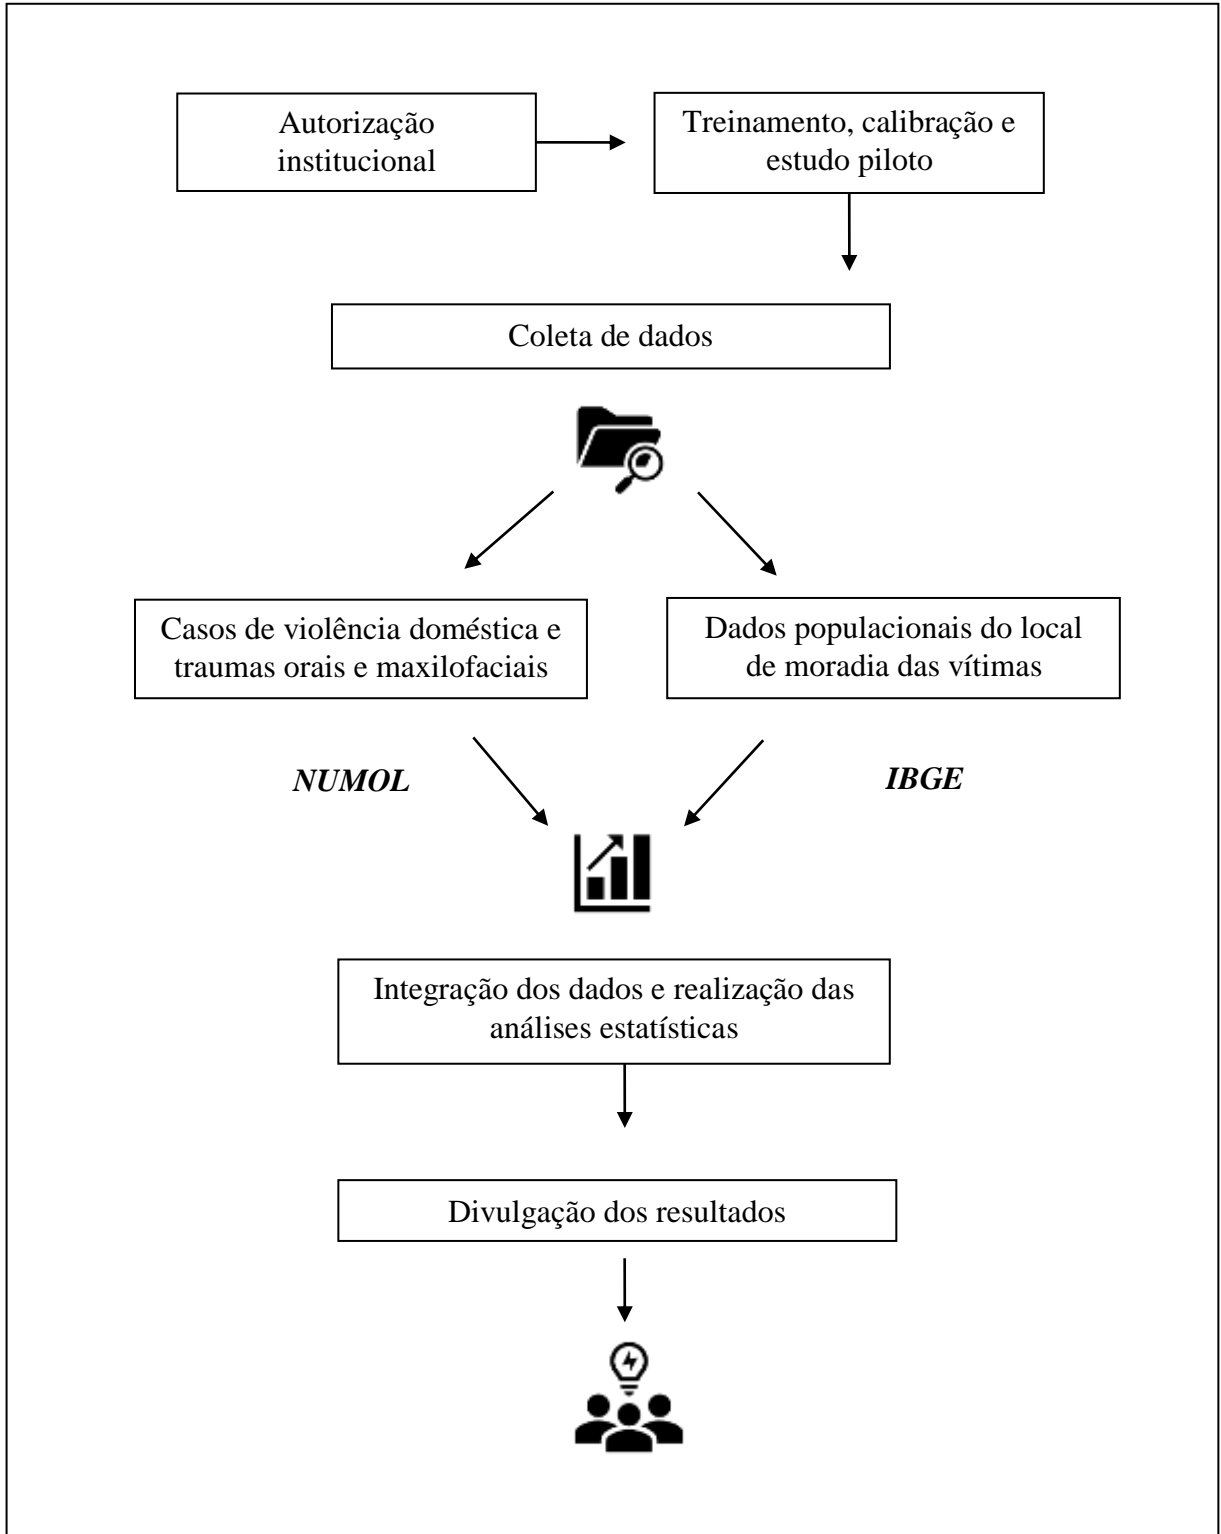 Autorização
institucional
Treinamento, calibração e
estudo piloto
Coleta de dados
Casos de violência doméstica e
traumas orais e maxilofaciais
Dados populacionais do local
de moradia das vítimas
NUMOL
IBGE
Integração dos dados e realização das
análises estatísticas
Divulgação dos resultados